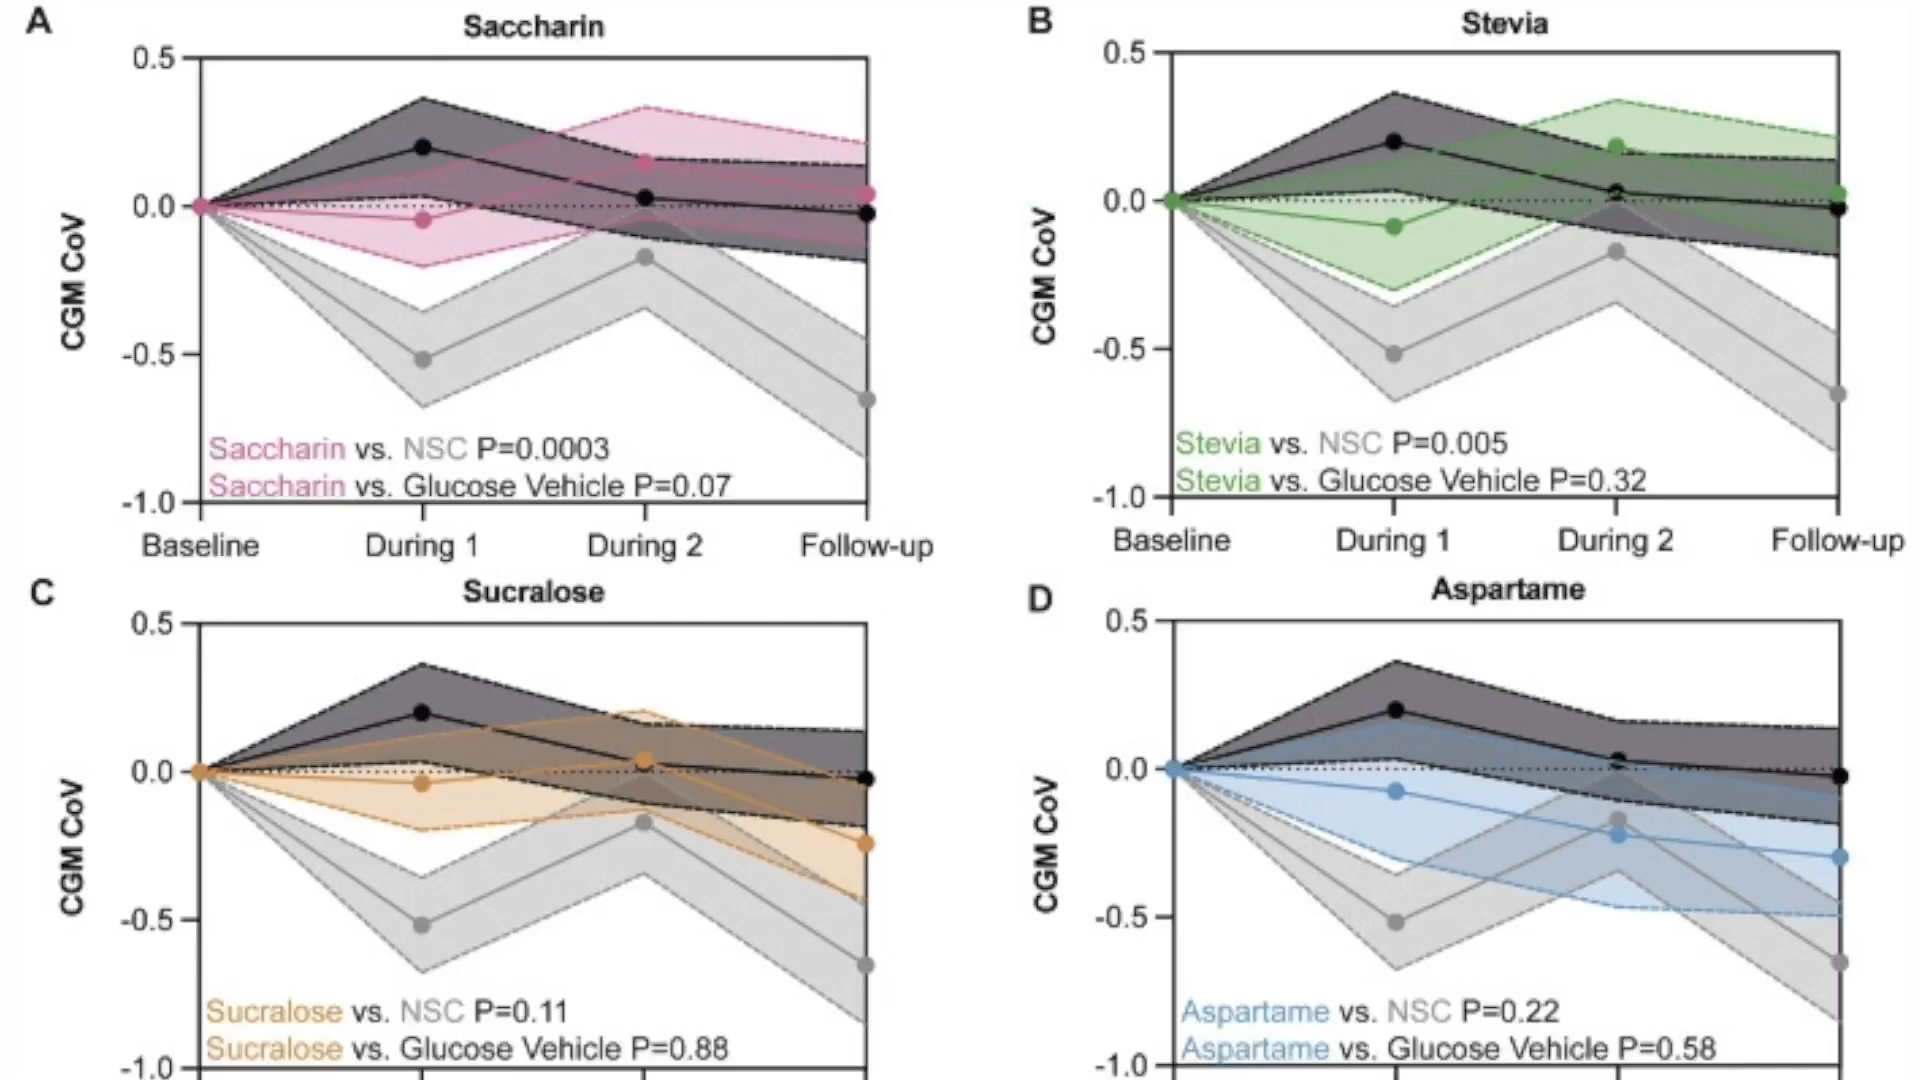 A
Saccharin
0.5
0.0
-0.5
-1.0
CGM CoV
Saccharin vs. NSC P=0.0003
Saccharin vs. Glucose Vehicle P=0.07
Baseline
During 1
During 2
Follow-up
B
Stevia
0.5
0.0
-0.5
-1.0
CGM CoV
Stevia vs. NSC P=0.005
Stevia vs. Glucose Vehicle P=0.32
Baseline
During 1
During 2
Follow-up
C
Sucralose
0.5
0.0
-0.5
-1.0
CGM CoV
Sucralose vs. NSC P=0.11
Sucralose vs. Glucose Vehicle P=0.88
D
Aspartame
0.5
0.0
-0.5
-1.0
CGM CoV
Aspartame vs. NSC P=0.22
Aspartame vs. Glucose Vehicle P=0.58